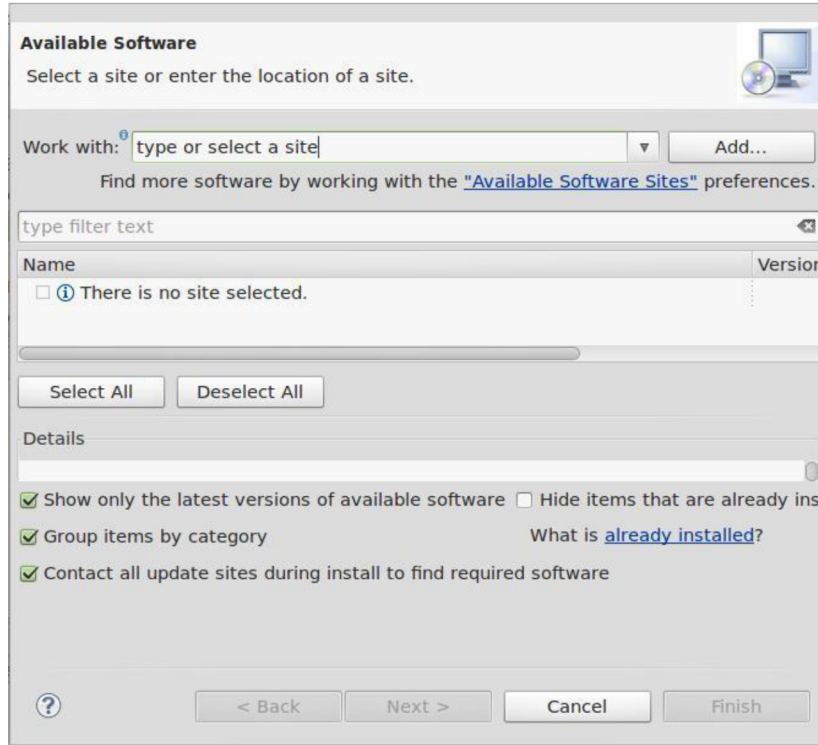 Available Software
Select a site or enter the location of a site.
Work with: type or select a site Add...
Find more software by working with the "Available Software Sites" preferences.
type filter text
Name Version
There is no site selected.
Select All Deselect All
Details
Show only the latest versions of available software Hide items that are already ins
Group items by category What is already installed?
Contact all update sites during install to find required software
? < Back Next > Cancel Finish